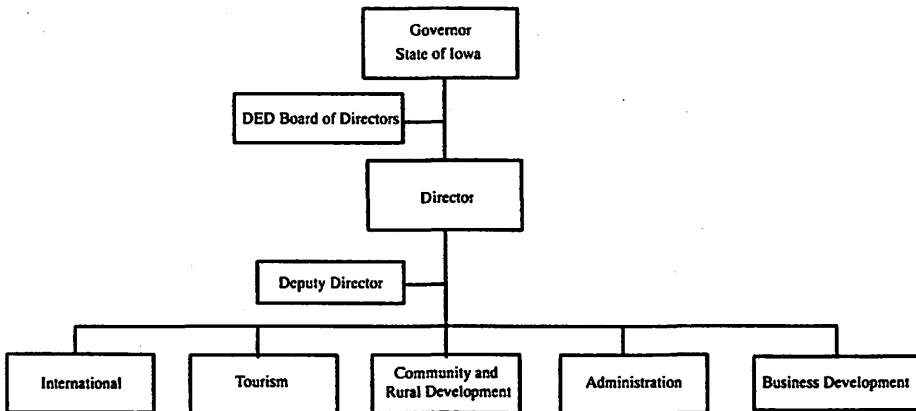 Governor
State of Iowa
DED Board of Directors
Director
Deputy Director
International
Tourism
Community and
Rural Development
Administration
Business Development